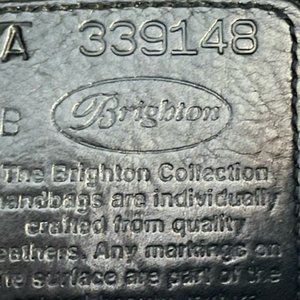 A 339148
B Brighton
The Brighton Collection
handbags are individually
crafted from quality
leathers. Any markings on
the surface are part of the